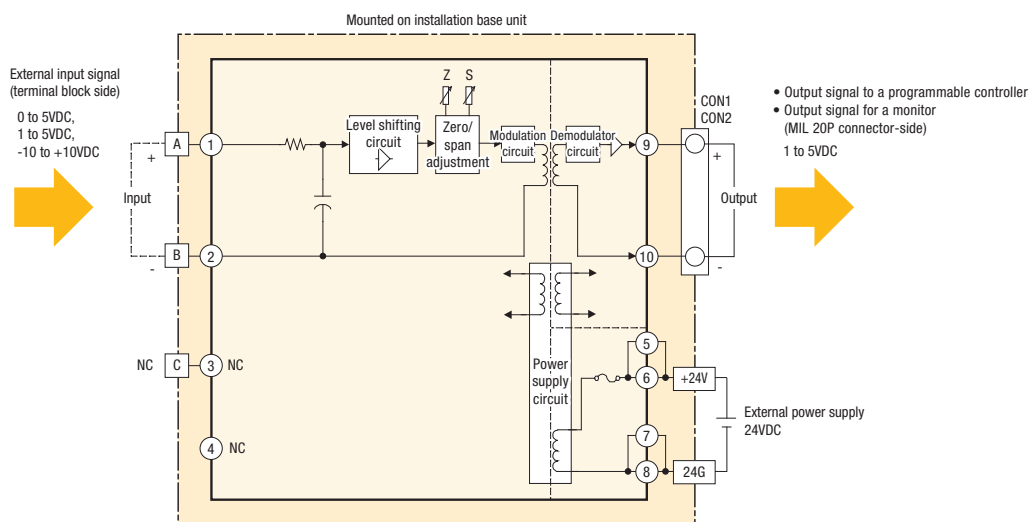 Mounted on installation base unit
External input signal
(terminal block side)
0 to 5VDC,
1 to 5VDC,
-10 to +10VDC
A
+
Input
B
-
NC
C
1
2
3
NC
4
NC
Level shifting
circuit
Z
S
Zero/
span
adjustment
Modulation
circuit
Demodulator
circuit
Power
supply
circuit
9
10
5
6
7
8
CON1
CON2
+
Output
-
+24V
24G
External power supply
24VDC
• Output signal to a programmable controller
• Output signal for a monitor
(MIL 20P connector-side)
1 to 5VDC